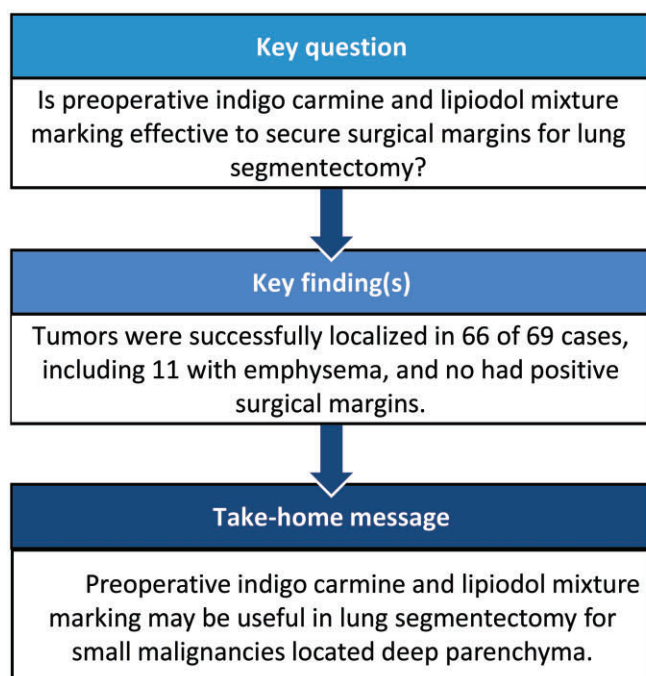 Key question
Is preoperative indigo carmine and lipiodol mixture
marking effective to secure surgical margins for lung
segmentectomy?
Key finding(s)
Tumors were successfully localized in 66 of 69 cases,
including 11 with emphysema, and no had positive
surgical margins.
Take-home message
Preoperative indigo carmine and lipiodol mixture
marking may be useful in lung segmentectomy for
small malignancies located deep parenchyma.